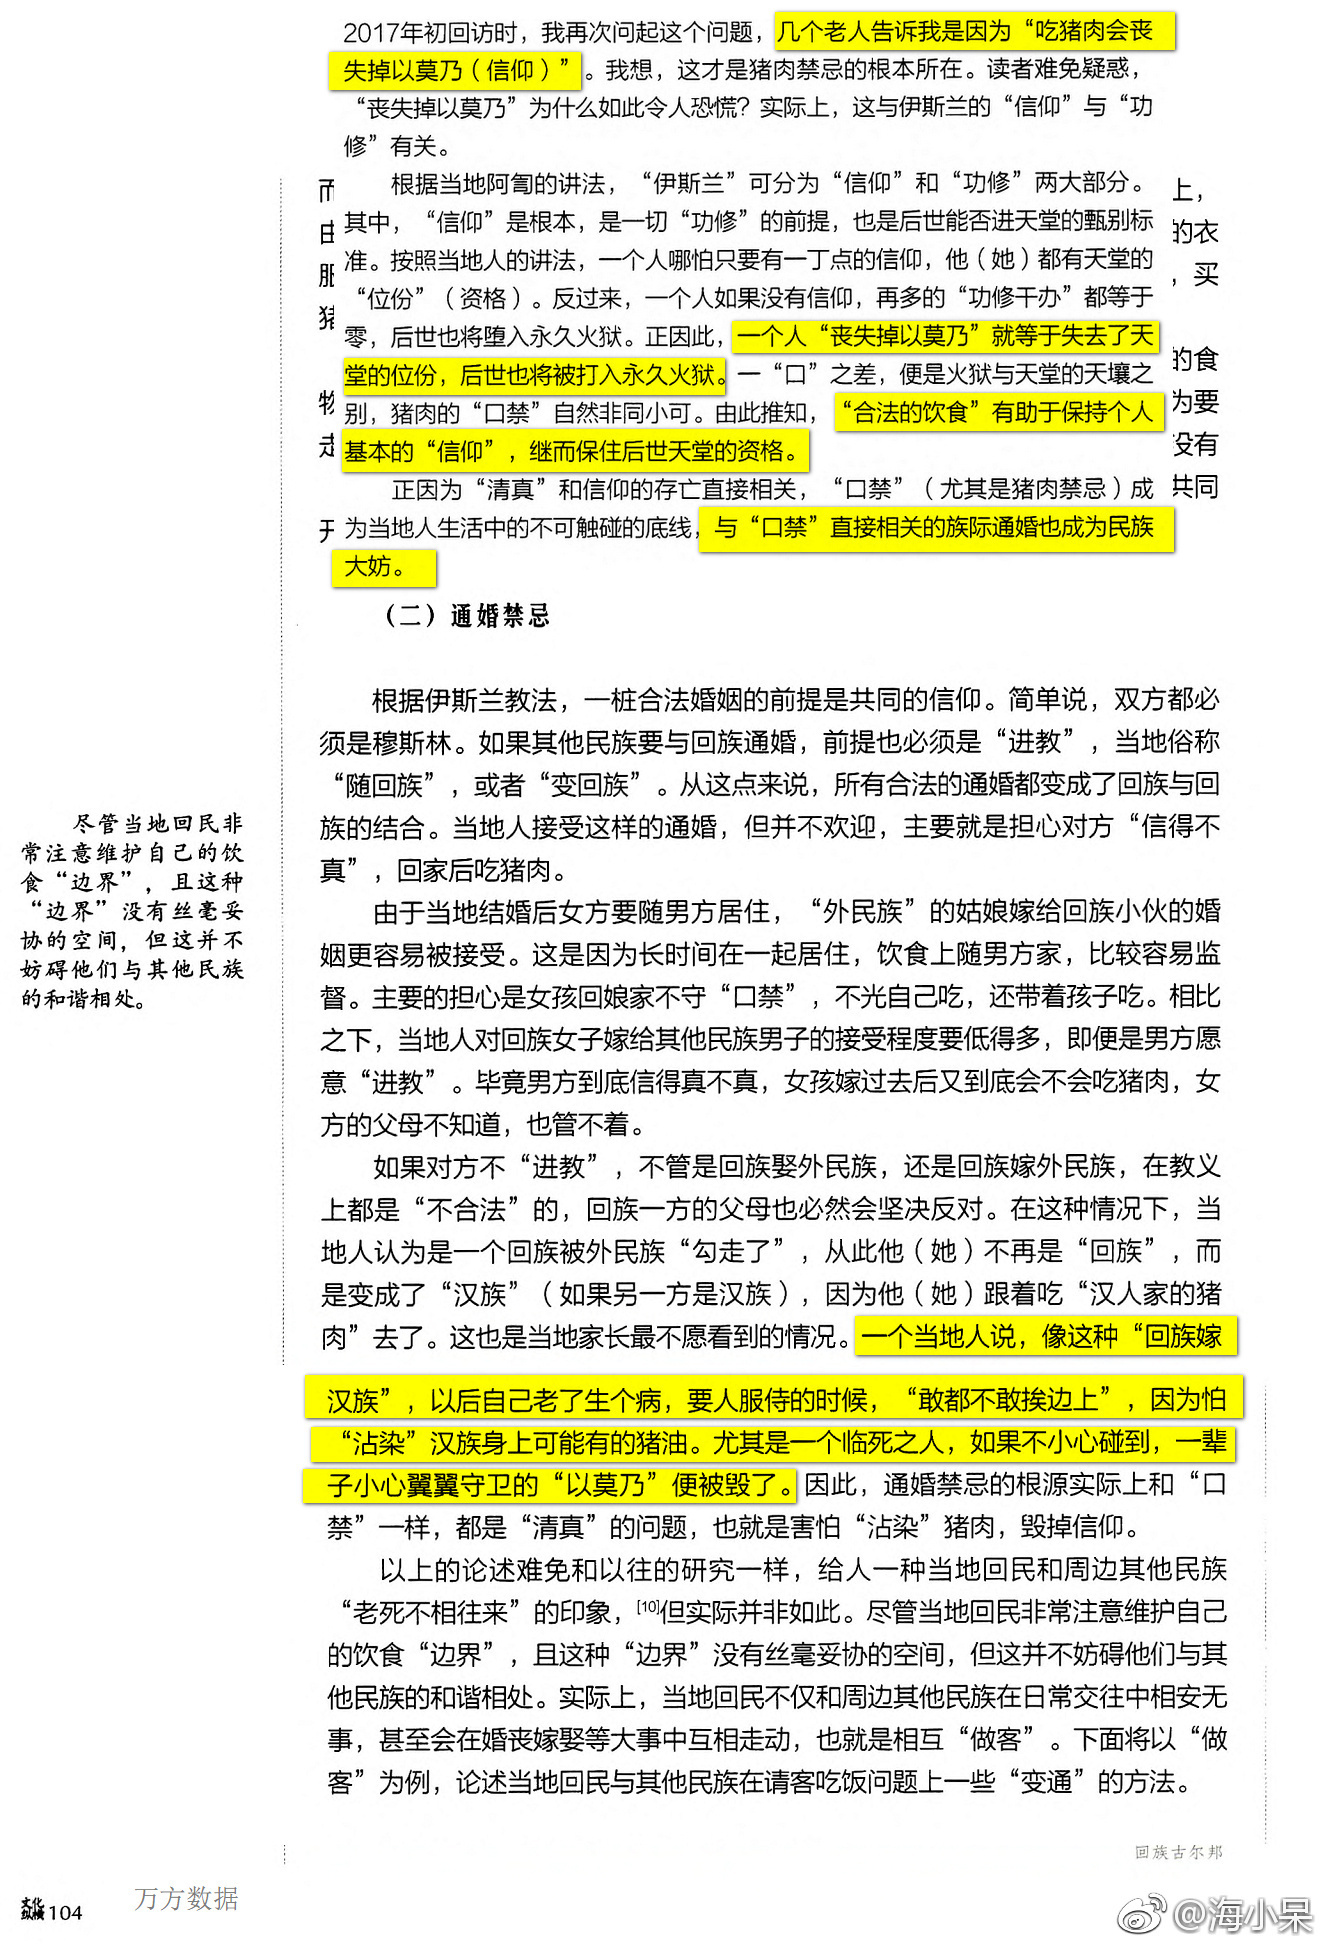 2017年初回访时，我再次问起这个问题，几个老人告诉我是因为“吃猪肉会丧
失掉以莫乃（信仰）”。我想，这才是猪肉禁忌的根本所在。读者难免疑惑，
“丧失掉以莫乃”为什么如此令人恐慌？实际上，这与伊斯兰的“信仰”与“功
修”有关。
根据当地阿訇的讲法，“伊斯兰”可分为“信仰”和“功修”两大部分。
其中，“信仰”是根本，是一切“功修”的前提，也是后世能否进天堂的甄别标
准。按照当地人的讲法，一个人哪怕只要有一丁点的信仰，他（她）都有天堂的
“位份”（资格）。反过来，一个人如果没有信仰，再多的“功修干办”都等于
零，后世也将堕入永久火狱。正因此，一个人“丧失掉以莫乃”就等于失去了天
堂的位份，后世也将被打入永久火狱。一“口”之差，便是火狱与天堂的天壤之
别，猪肉的“口禁”自然非同小可。由此推知，“合法的饮食”有助于保持个人
基本的“信仰”，继而保住后世天堂的资格。
正因为“清真”和信仰的存亡直接相关，“口禁”（尤其是猪肉禁忌）成
为当地人生活中的不可触碰的底线，与“口禁”直接相关的族际通婚也成为民族
大妨。
而
由
服
猪
物
走
上，
的衣
，买
的食
为要
没有
共同
（二）通婚禁忌
根据伊斯兰教法，一桩合法婚姻的前提是共同的信仰。简单说，双方都必
须是穆斯林。如果其他民族要与回族通婚，前提也必须是“进教”，当地俗称
“随回族”，或者“变回族”。从这点来说，所有合法的通婚都变成了回族与回
族的结合。当地人接受这样的通婚，但并不欢迎，主要就是担心对方“信得不
真”，回家后吃猪肉。
由于当地结婚后女方要随男方居住，“外民族”的姑娘嫁给回族小伙的婚
姻更容易被接受。这是因为长时间在一起居住，饮食上随男方家，比较容易监
督。主要的担心是女孩回娘家不守“口禁”，不光自己吃，还带着孩子吃。相比
之下，当地人对回族女子嫁给其他民族男子的接受程度要低得多，即便是男方愿
意“进教”。毕竟男方到底信得真不真，女孩嫁过去后又到底会不会吃猪肉，女
方的父母不知道，也管不着。
如果对方不“进教”，不管是回族娶外民族，还是回族嫁外民族，在教义
上都是“不合法”的，回族一方的父母也必然会坚决反对。在这种情况下，当
地人认为是一个回族被外民族“勾走了”，从此他（她）不再是“回族”，而
是变成了“汉族”（如果另一方是汉族），因为他（她）跟着吃“汉人家的猪
肉”去了。这也是当地家长最不愿看到的情况。一个当地人说，像这种“回族嫁
汉族”，以后自己老了生个病，要人服侍的时候，“敢都不敢挨边上”，因为怕
“沾染”汉族身上可能有的猪油。尤其是一个临死之人，如果不小心碰到，一辈
子小心翼翼守卫的“以莫乃”便被毁了。因此，通婚禁忌的根源实际上和“口
禁”一样，都是“清真”的问题，也就是害怕“沾染”猪肉，毁掉信仰。
以上的论述难免和以往的研究一样，给人一种当地回民和周边其他民族
“老死不相往来”的印象，[10]但实际并非如此。尽管当地回民非常注意维护自己
的饮食“边界”，且这种“边界”没有丝毫妥协的空间，但这并不妨碍他们与其
他民族的和谐相处。实际上，当地回民不仅和周边其他民族在日常交往中相安无
事，甚至会在婚丧嫁娶等大事中互相走动，也就是相互“做客”。下面将以“做
客”为例，论述当地回民与其他民族在请客吃饭问题上一些“变通”的方法。
尽管当地回民非
常注意维护自己的饮
食“边界”，且这种
“边界”没有丝毫妥
协的空间，但这并不
妨碍他们与其他民族
的和谐相处。
回族古尔邦
文化
纵横104
万方数据
@海小呆